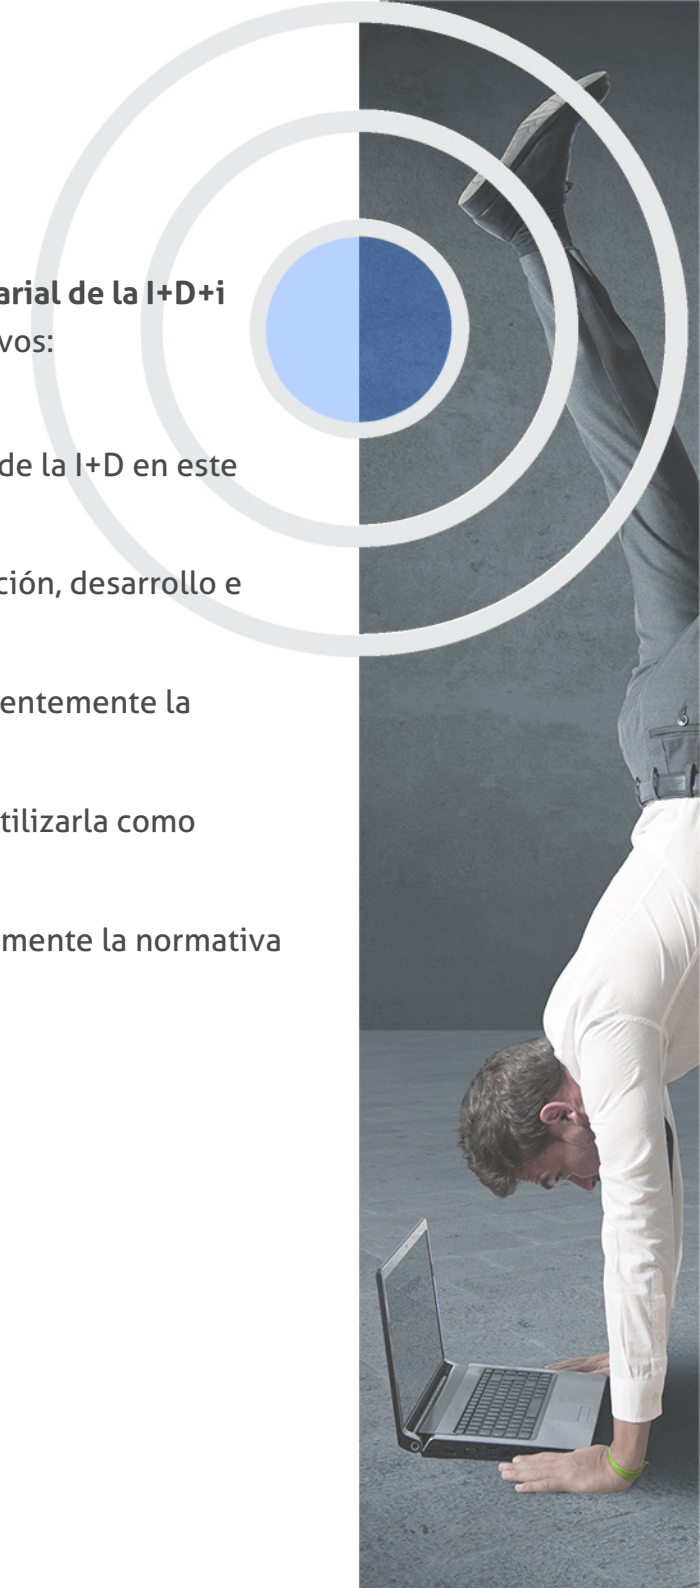 arial de la I+D+i
vos:
de la I+D en este
ción, desarrollo e
entemente la
tilizarla como
mente la normativa